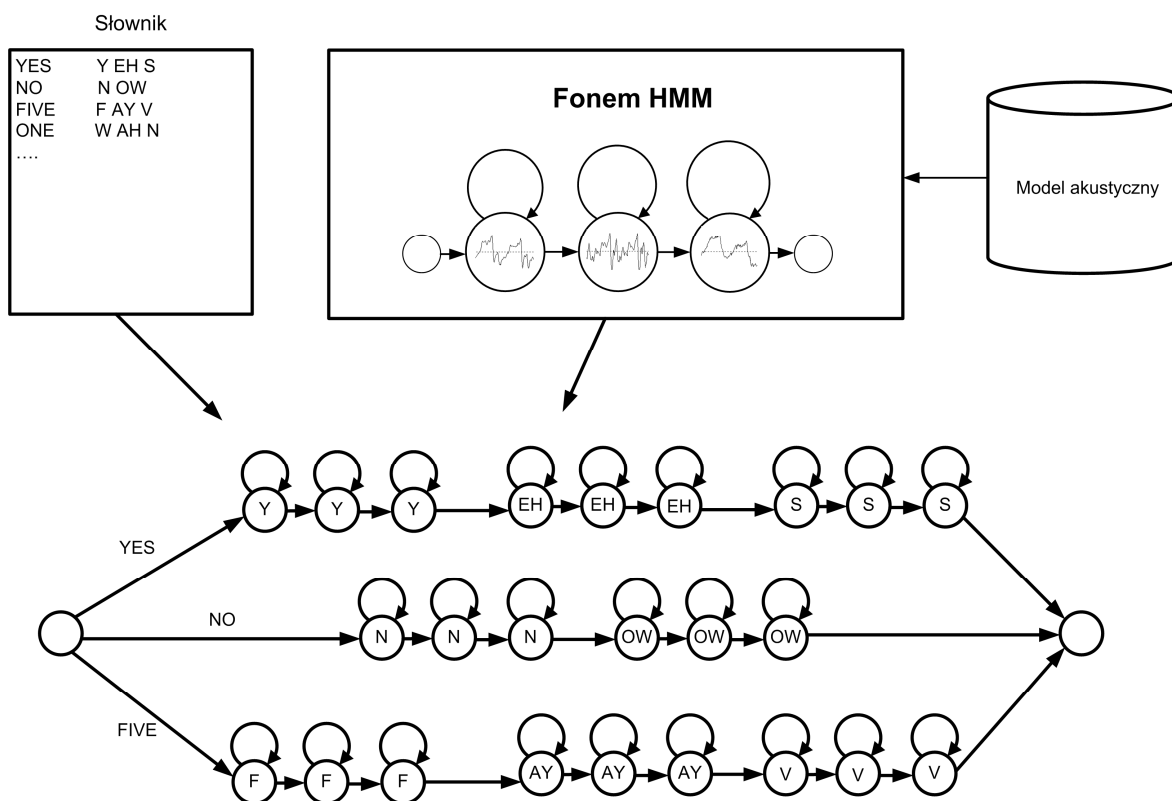 Słownik
YES Y EH S
NO N OW
FIVE F AY V
ONE W AH N
....
Fonem HMM
Model akustyczny
YES
Y Y Y EH EH EH S S S
NO
N N N OW OW OW
FIVE
F F F AY AY AY V V V